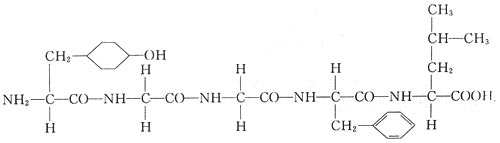 CH₃
CH—CH₃
CH₂— —OH
H H H CH₂
NH₂—C—CO—NH—C—CO—NH—C—CO—NH—C—CO—NH—C—COOH,
H H H CH₂— H